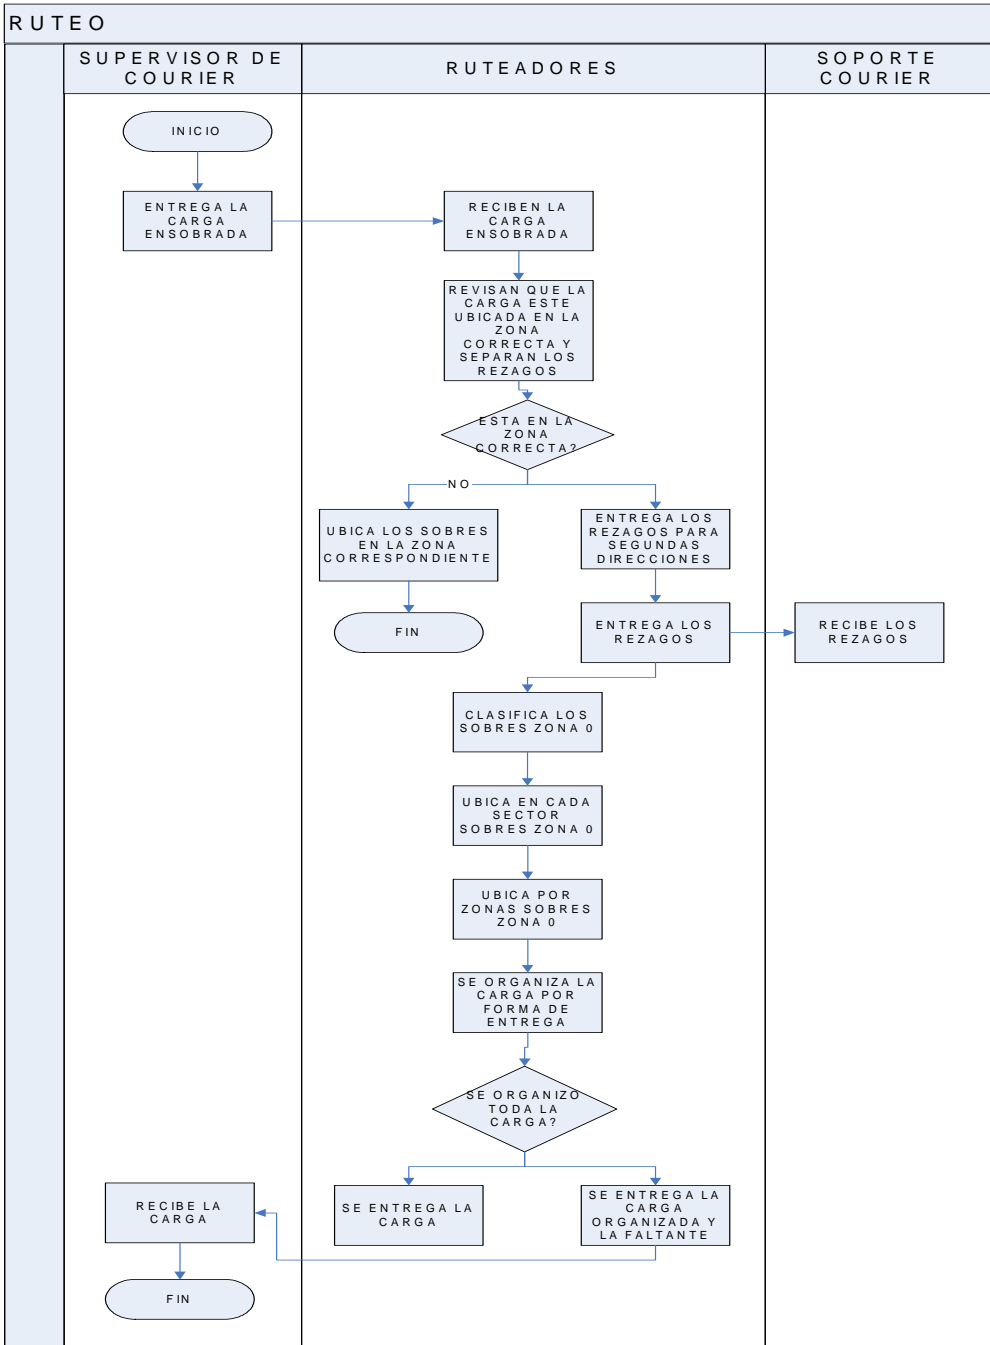 RUTEO
SUPERVISOR DE
COURIER
RUTEADORES
SOPORTE
COURIER
INICIO
ENTREGA LA
CARGA
ENSOBRADA
RECIBEN LA
CARGA
ENSOBRADA
REVISAN QUE LA
CARGA ESTE
UBICADA EN LA
ZONA
CORRECTA Y
SEPARAN LOS
REZAGOS
ESTA EN LA
ZONA
CORRECTA?
NO
UBICA LOS SOBRES
EN LA ZONA
CORRESPONDIENTE
ENTREGA LOS
REZAGOS PARA
SEGUNDAS
DIRECCIONES
FIN
ENTREGA LOS
REZAGOS
RECIBE LOS
REZAGOS
CLASIFICA LOS
SOBRES ZONA 0
UBICA EN CADA
SECTOR
SOBRES ZONA 0
UBICA POR
ZONAS SOBRES
ZONA 0
SE ORGANIZA LA
CARGA POR
FORMA DE
ENTREGA
SE ORGANIZO
TODA LA
CARGA?
RECIBE LA
CARGA
SE ENTREGA LA
CARGA
SE ENTREGA LA
CARGA
ORGANIZADA Y
LA FALTANTE
FIN